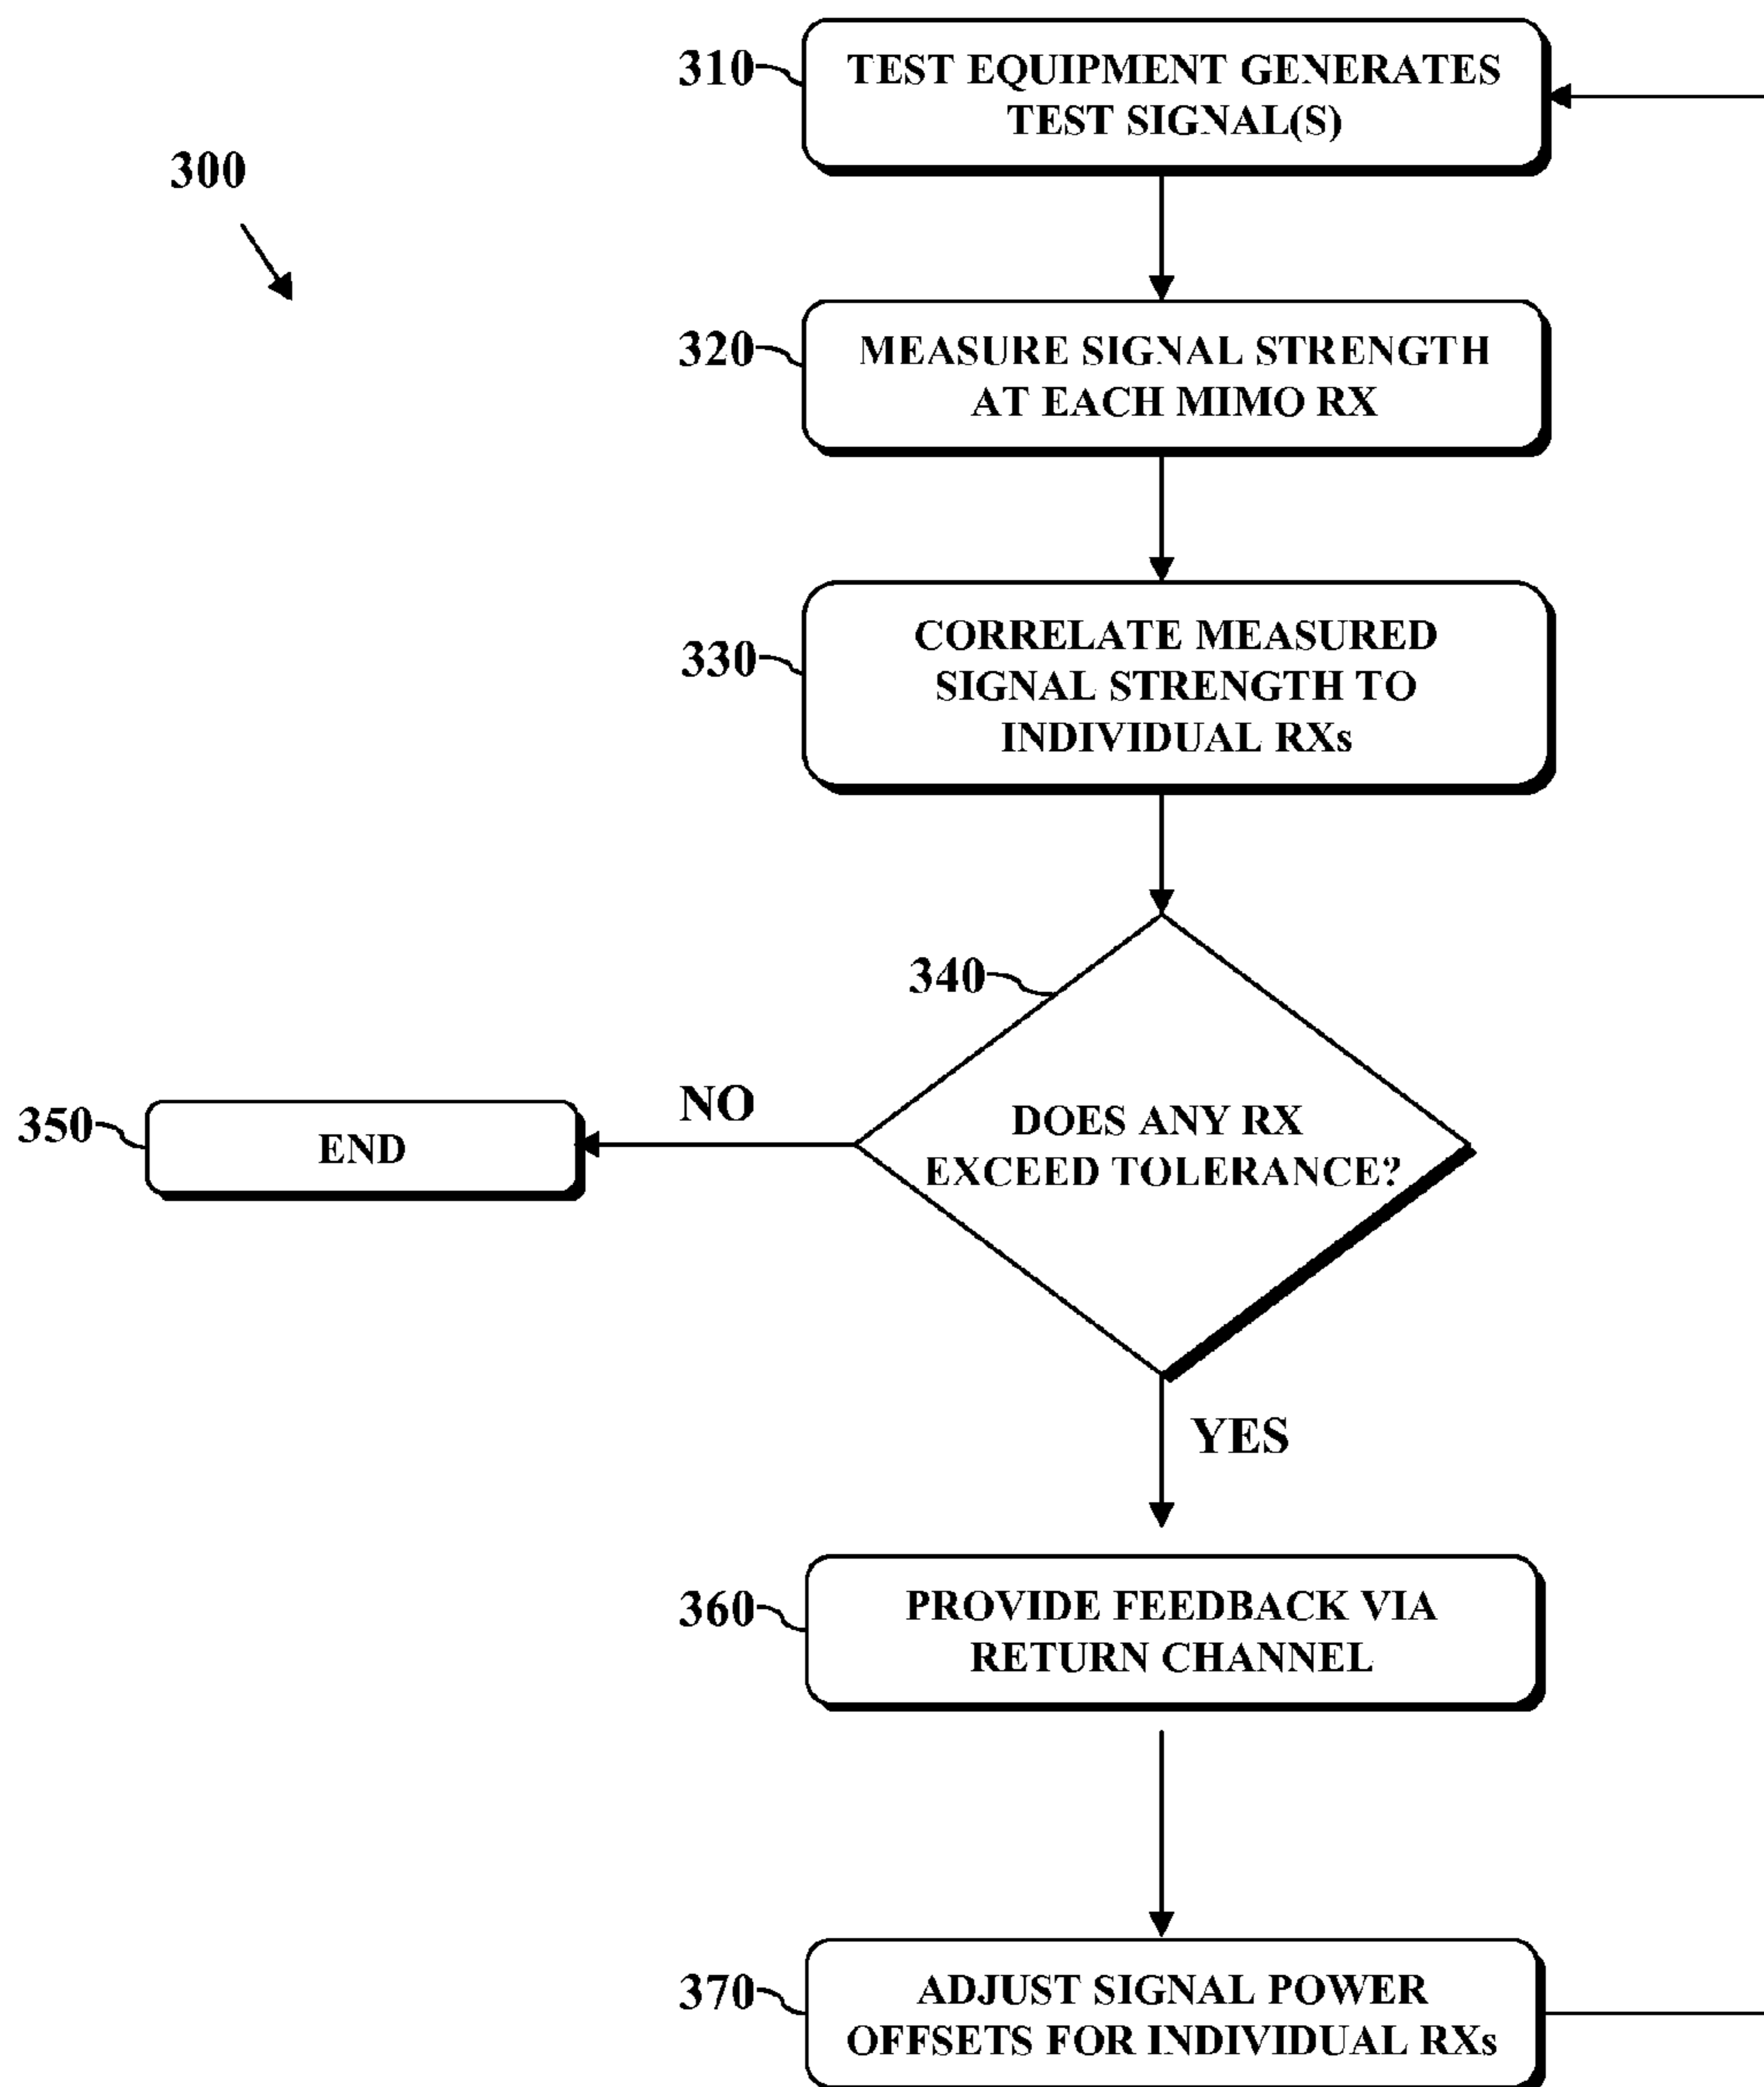 310
TEST EQUIPMENT GENERATES
TEST SIGNAL(S)
300
320
MEASURE SIGNAL STRENGTH
AT EACH MIMO RX
330
CORRELATE MEASURED
SIGNAL STRENGTH TO
INDIVIDUAL RXs
340
DOES ANY RX
EXCEED TOLERANCE?
NO
350
END
YES
360
PROVIDE FEEDBACK VIA
RETURN CHANNEL
370
ADJUST SIGNAL POWER
OFFSETS FOR INDIVIDUAL RXs